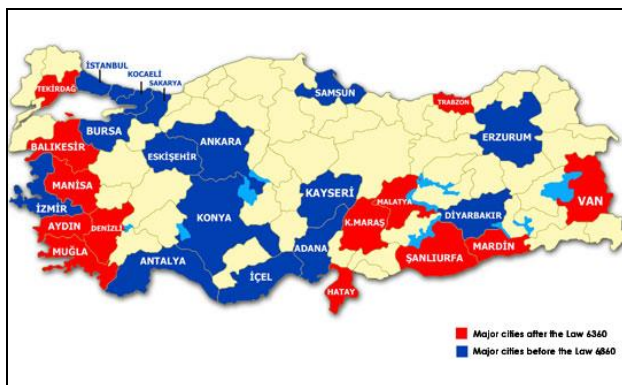 İSTANBUL
KOCAELİ
SAKARYA
TEKİRDAĞ
SAMSUN
TRABZON
BURSA
ANKARA
ERZURUM
BALIKESİR
ESKİŞEHİR
MANİSA
KAYSERİ
MALATYA
VAN
İZMİR
KONYA
DİYARBAKIR
AYDIN
DENİZLİ
K.MARAŞ
MARDİN
MUĞLA
ANTALYA
ADANA
ŞANLIURFA
İÇEL
HATAY
Major cities after the Law 6360
Major cities before the Law 6360